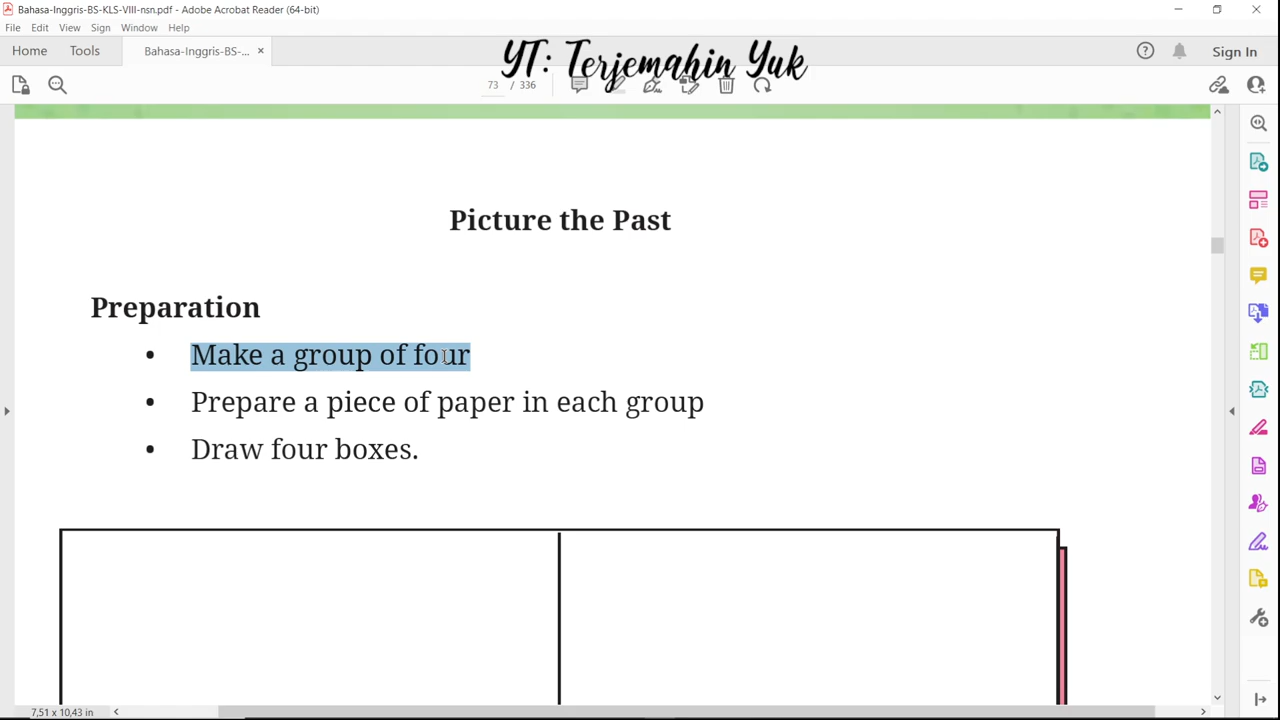 Bahasa-Inggris-BS-KLS-VIII-nsn.pdf - Adobe Acrobat Reader (64-bit)
File Edit View Sign Window Help
Home Tools Bahasa-Inggris-BS-... × Sign In
YT: Terjemahin Yuk
73 / 336
Picture the Past
Preparation
• Make a group of four
• Prepare a piece of paper in each group
• Draw four boxes.
7,51 x 10,43 in